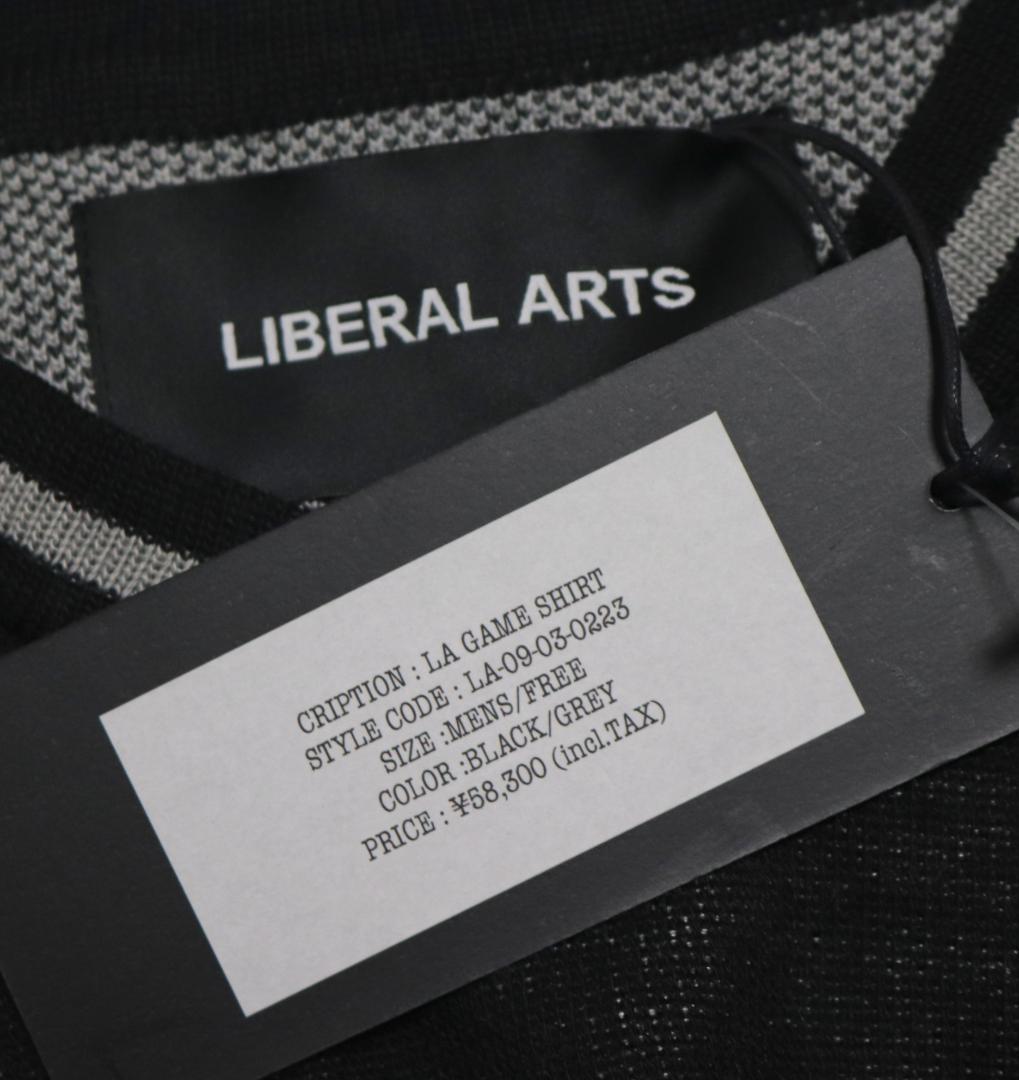 LIBERAL ARTS
CRIPTION : LA GAME SHIRT
STYLE CODE : LA-09-03-0223
SIZE :MENS/FREE
COLOR :BLACK/GREY
PRICE : ¥58,300 (incl.TAX)